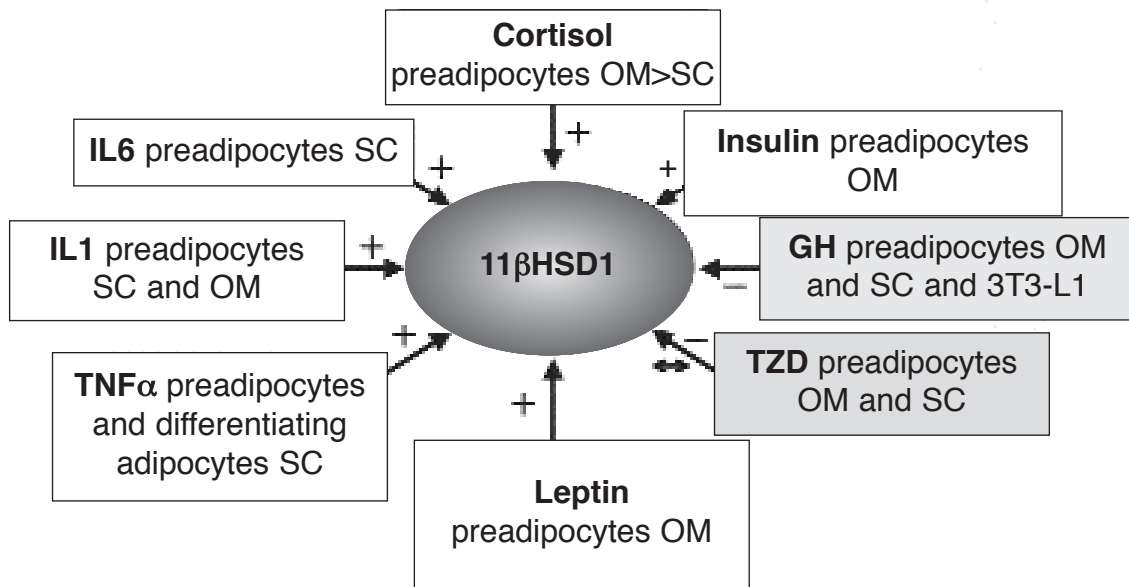 Cortisol
preadipocytes OM>SC
+
IL6 preadipocytes SC
+
Insulin preadipocytes
OM
+
IL1 preadipocytes
SC and OM
+
11βHSD1
GH preadipocytes OM
and SC and 3T3-L1
−
TNFα preadipocytes
and differentiating
adipocytes SC
+
TZD preadipocytes
OM and SC
−
Leptin
preadipocytes OM
+